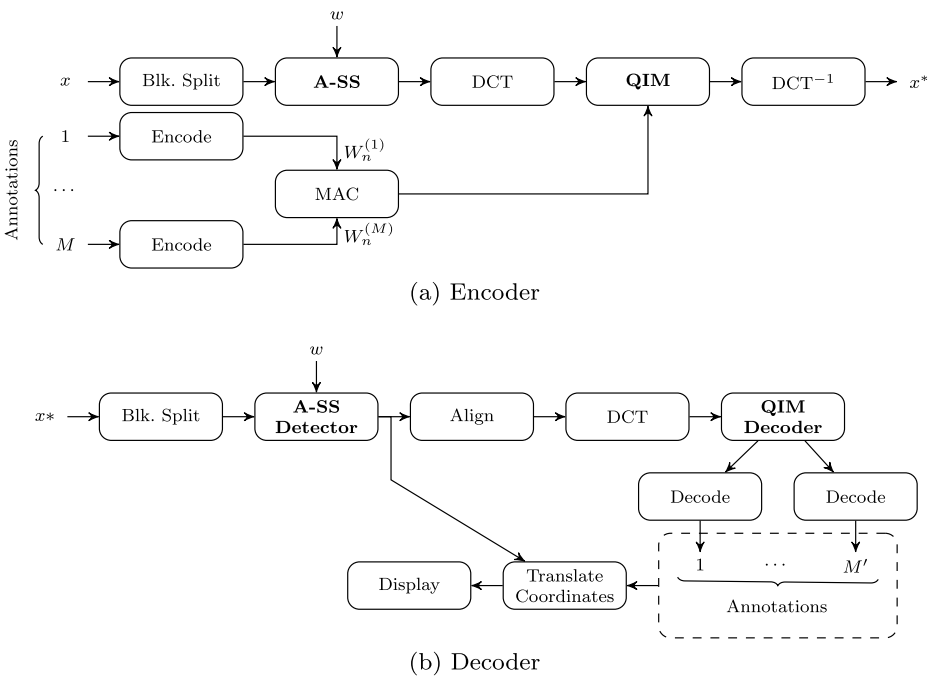 w
x Blk. Split A-SS DCT QIM DCT⁻¹ x*
Annotations
1 Encode W_n^{(1)}
... MAC
M Encode W_n^{(M)}
(a) Encoder
w
x* Blk. Split A-SS Detector Align DCT QIM Decoder
Decode Decode
1 ... M′
Display Translate Coordinates Annotations
(b) Decoder